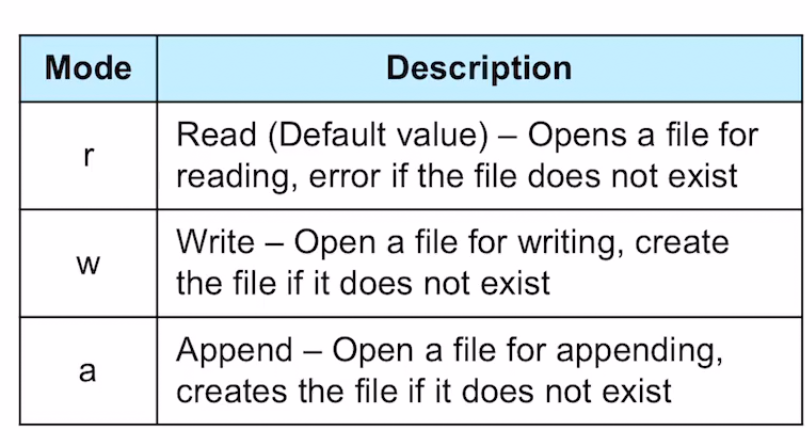 Mode Description
r
Read (Default value) – Opens a file for
reading, error if the file does not exist
w
Write – Open a file for writing, create
the file if it does not exist
a
Append – Open a file for appending,
creates the file if it does not exist